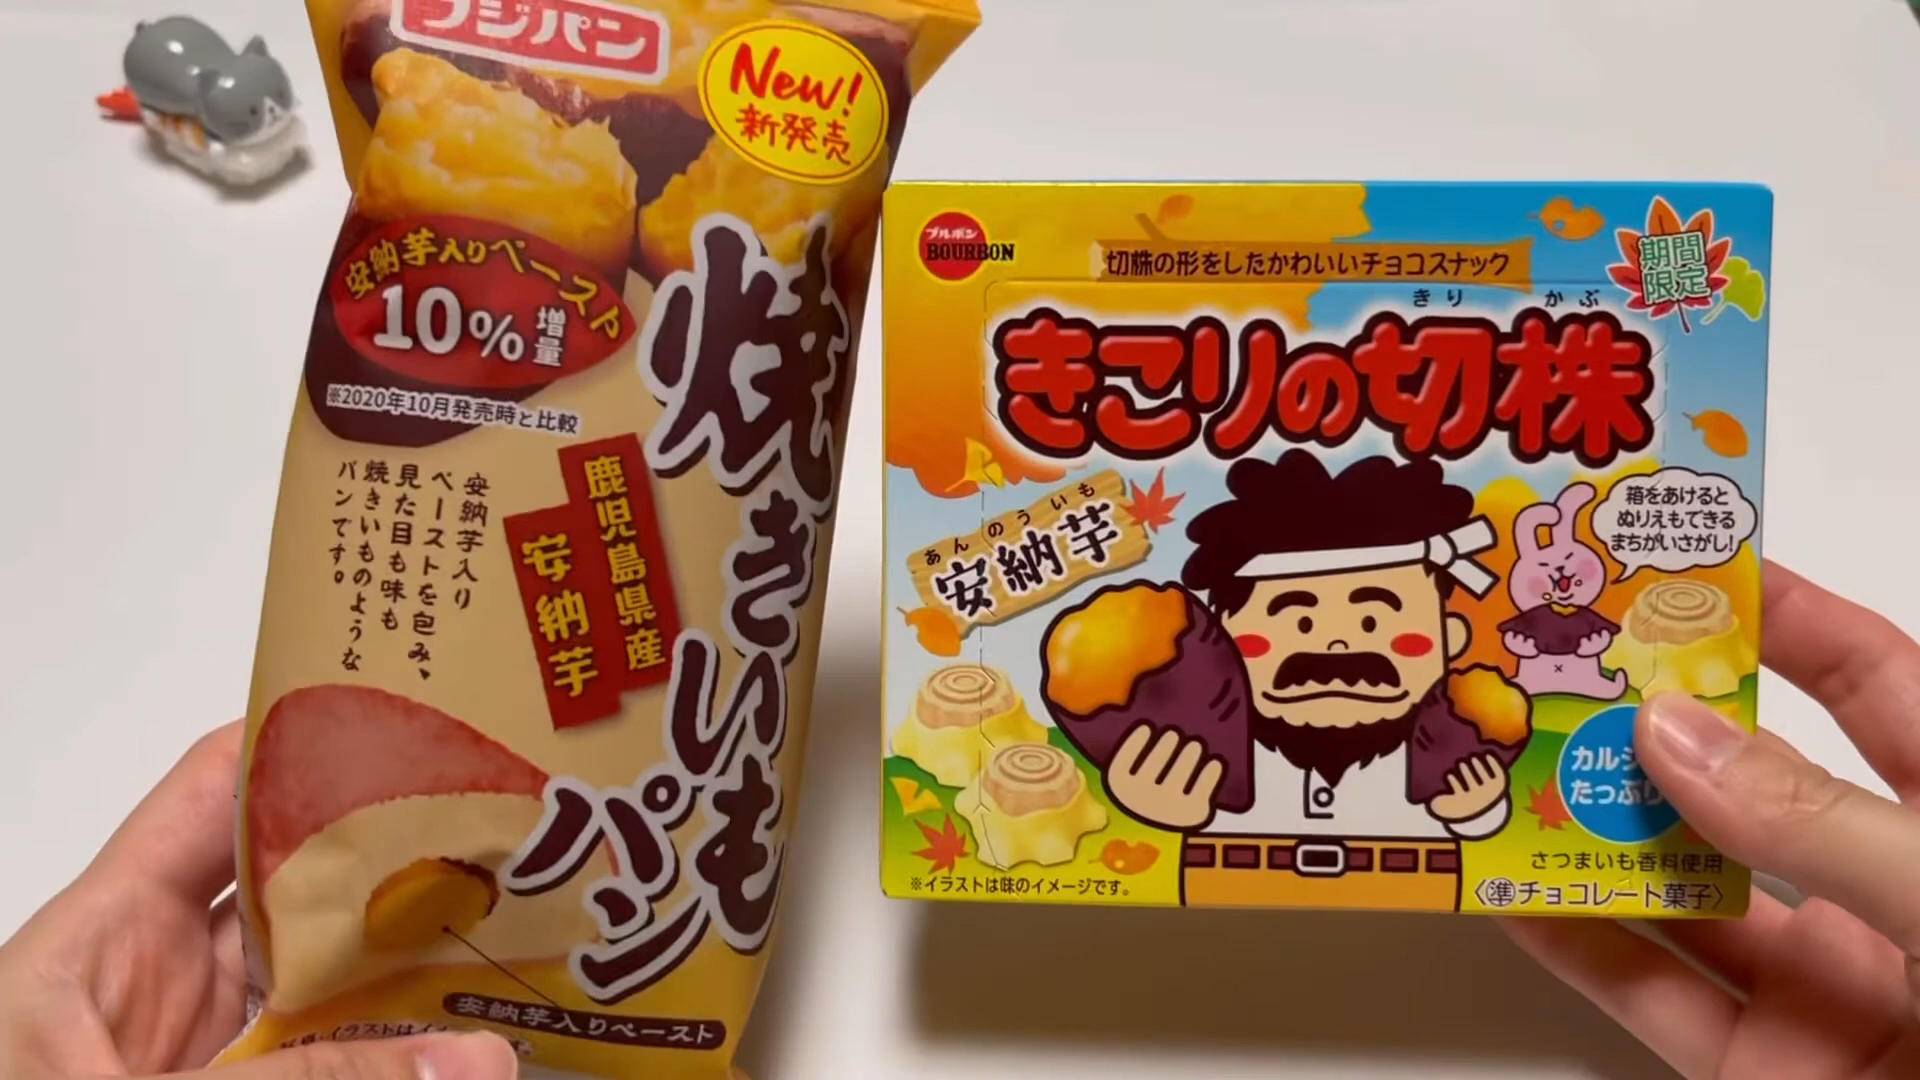 フジパン
New!
新発売
安納芋入りペースト
10%増量
※2020年10月発売時と比較
焼きいもパン
鹿児島県産
安納芋
安納芋入り
ペーストを包み、
見た目も味も
焼きいものような
パンです。
安納芋入りペースト
ブルボン
BOURBON
切株の形をしたかわいいチョコスナック
期間
限定
きり かぶ
きこりの切株
あんのういも
安納芋
箱をあけると
ぬりえもできる
まちがいさがし!
カルシ
たっぷり
さつまいも香料使用
※イラストは味のイメージです。
〈準チョコレート菓子〉